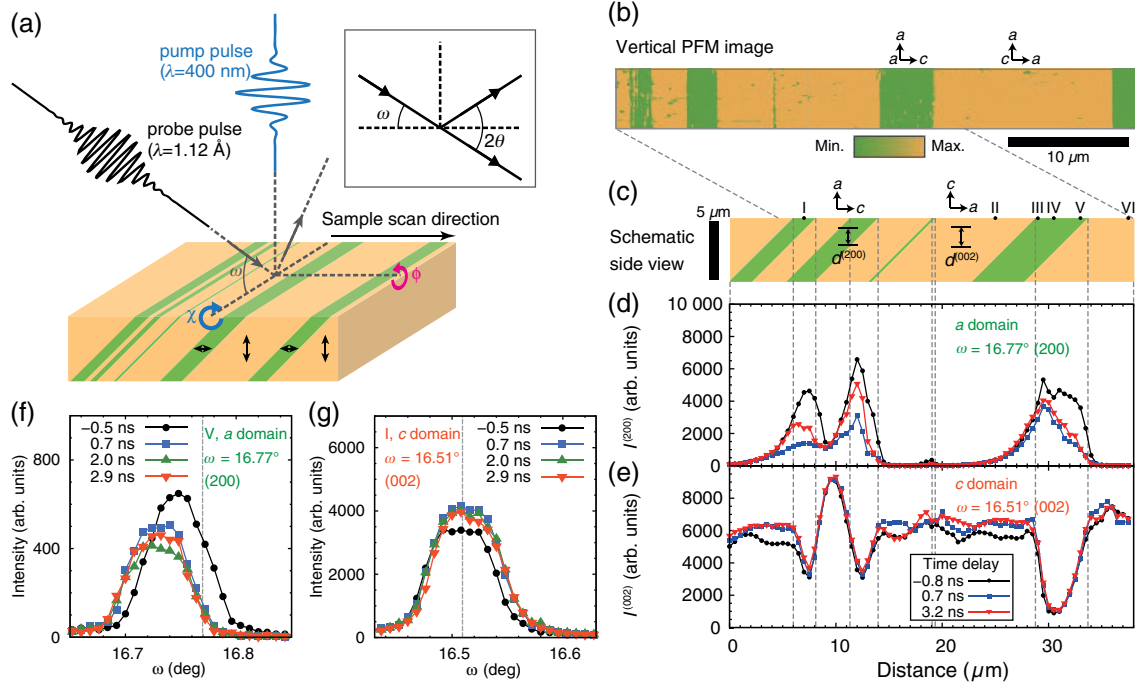 (a)
pump pulse
(λ=400 nm)
probe pulse
(λ=1.12 Å)
ω
2θ
Sample scan direction
ω
χ
ϕ
(b)
Vertical PFM image
a
a c
a
c a
Min.
Max.
10 µm
(c)
5 µm
Schematic
side view
a
c
c
a
I
II
III
IV
V
VI
d(200)
d(002)
(d)
10 000
8000
6000
4000
2000
0
I(200) (arb. units)
a domain
ω = 16.77° (200)
(e)
8000
6000
4000
2000
0
I(002) (arb. units)
c domain
ω = 16.51° (002)
Time delay
−0.8 ns
0.7 ns
3.2 ns
0 10 20 30
Distance (µm)
(f)
−0.5 ns
0.7 ns
2.0 ns
2.9 ns
V, a domain
ω = 16.77°
(200)
800
400
0
Intensity (arb. units)
16.7 16.8
ω (deg)
(g)
I, c domain
ω = 16.51°
(002)
−0.5 ns
0.7 ns
2.0 ns
2.9 ns
6000
4000
2000
0
Intensity (arb. units)
16.5 16.6
ω (deg)